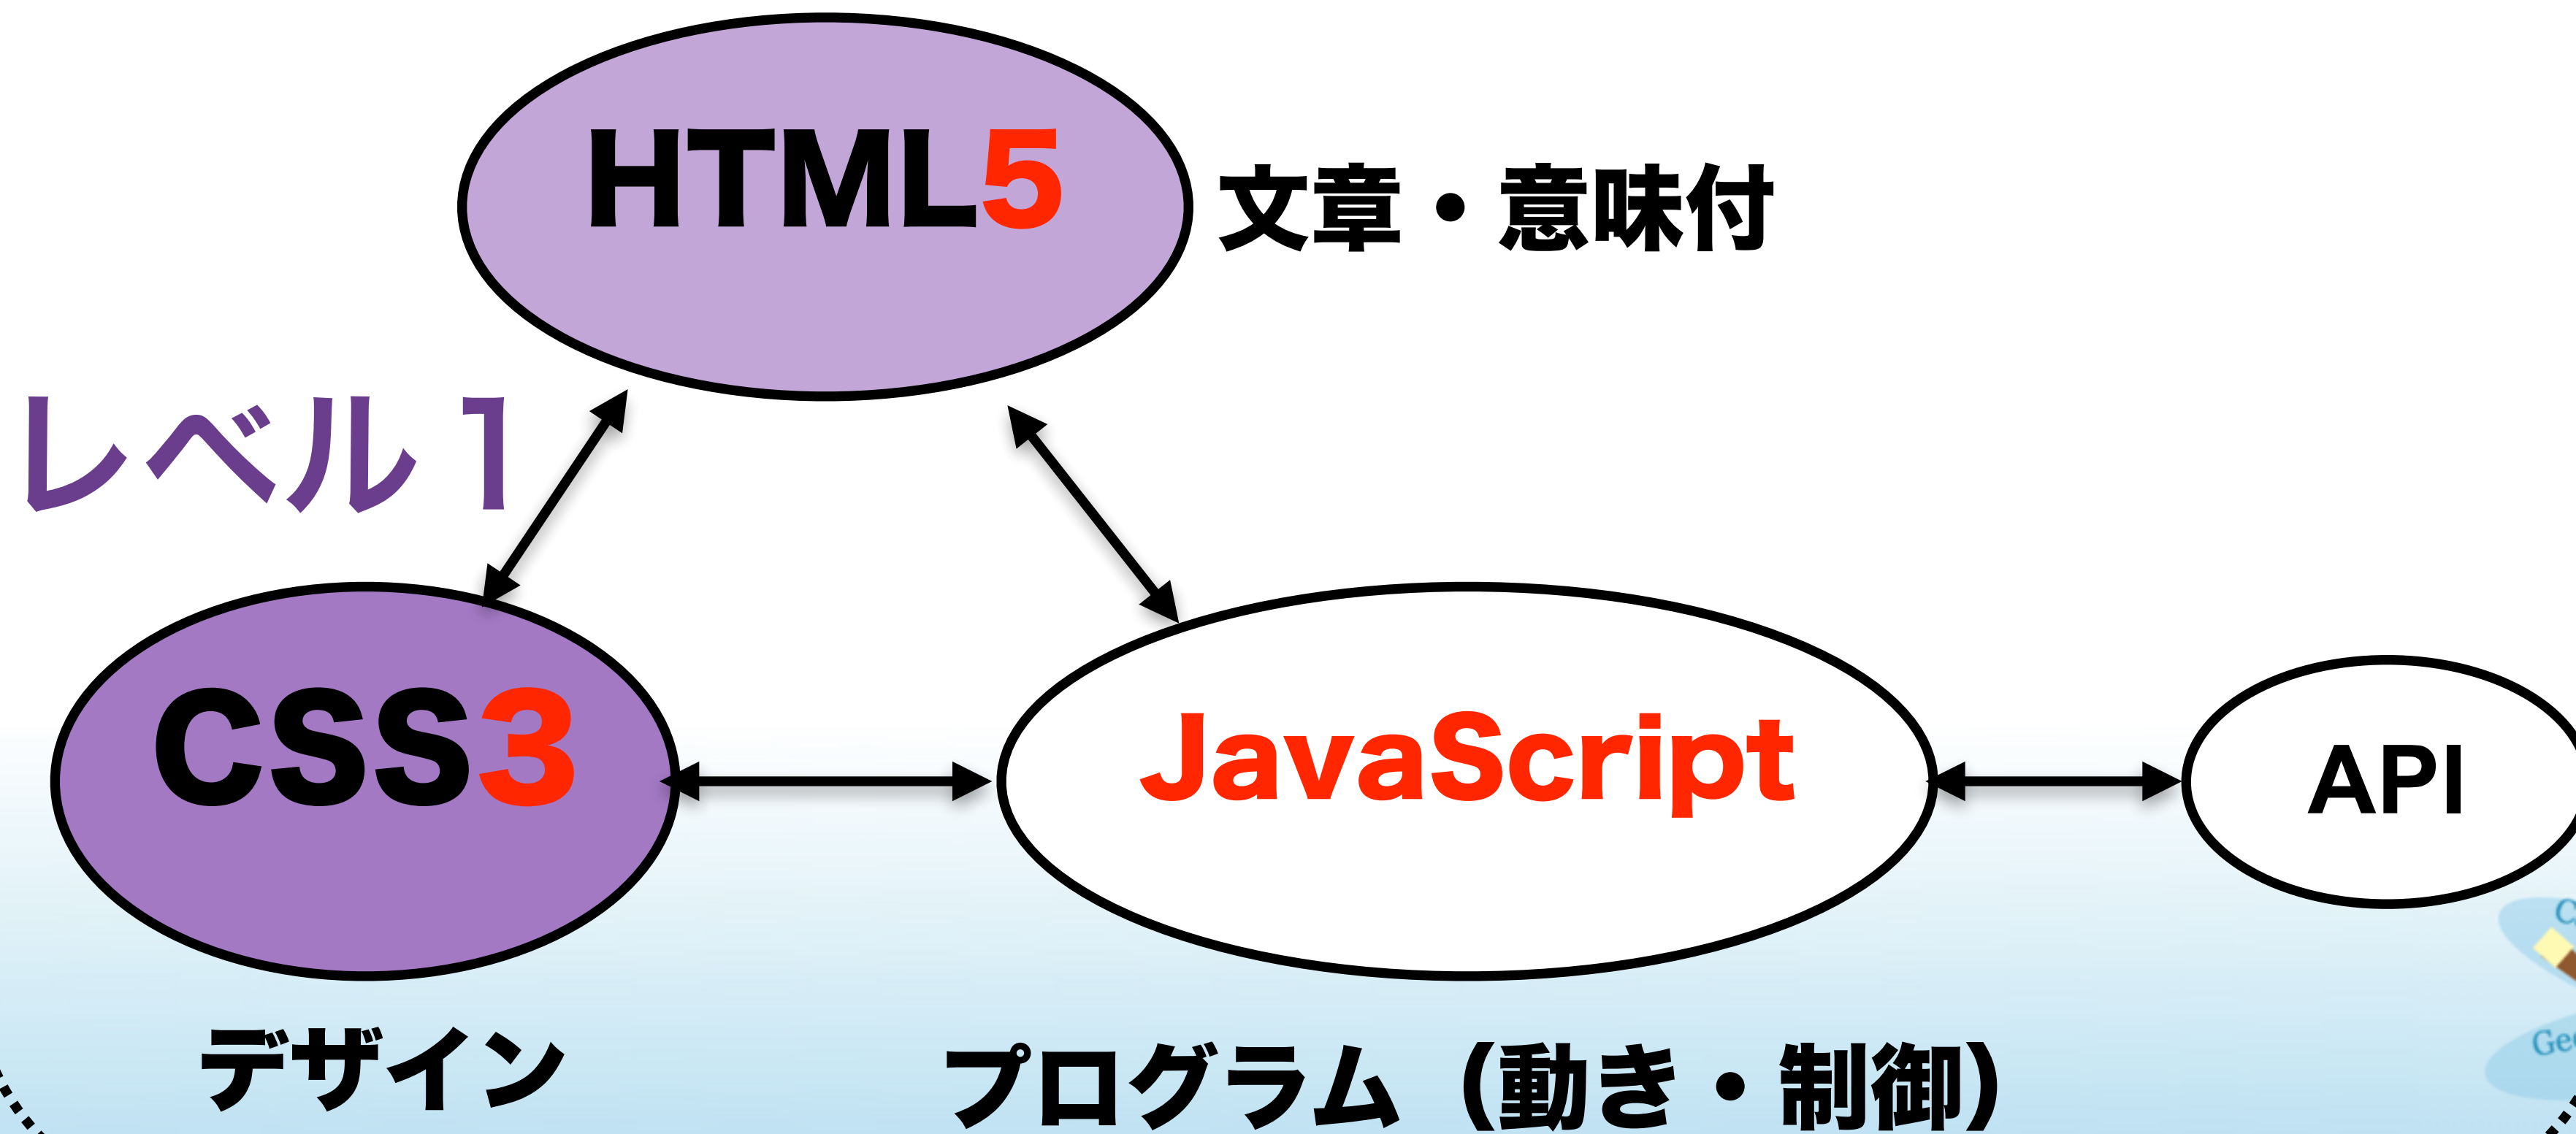 HTML5
文章・意味付
レベル1
CSS3
JavaScript
API
デザイン
プログラム（動き・制御）